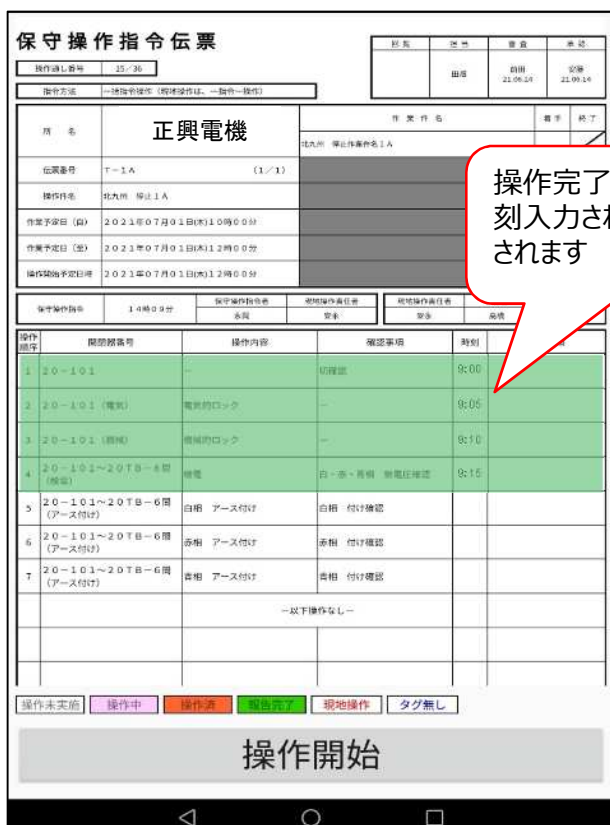 保守操作指令伝票
回覧 担当 審査 承認
操作通し番号 15/36
田原 前田 21.06.14 安藤 21.06.14
指令方法 一括指令操作（現地操作は、一指令一操作）
所名 正興電機
作業件名 着手 終了
北九州 停止作業件名1A
伝票番号 T-1A (1/1)
操作件名 北九州 停止1A
作業予定日（自） 2021年07月01日(木)10時00分
作業予定日（至） 2021年07月01日(木)12時00分
操作開始予定日時 2021年07月01日(木)12時00分
操作完了
刻入力され
されます
保守操作指令 14時09分 保守操作指令者 現地操作責任者 現地操作責任者
永岡 安永 安永 高橋
操作順序 開閉器番号 操作内容 確認事項 時刻
1 20-101 － 切確認 9:00
2 20-101（電気） 電気的ロック － 9:05
3 20-101（機械） 機械的ロック － 9:10
4 20-101～20TB-6間（検電） 検電 白・赤・青相 無電圧確認 9:15
5 20-101～20TB-6間（アース付け） 白相 アース付け 白相 付け確認
6 20-101～20TB-6間（アース付け） 赤相 アース付け 赤相 付け確認
7 20-101～20TB-6間（アース付け） 青相 アース付け 青相 付け確認
－以下操作なし－
操作未実施 操作中 操作済 報告完了 現地操作 タグ無し
操作開始